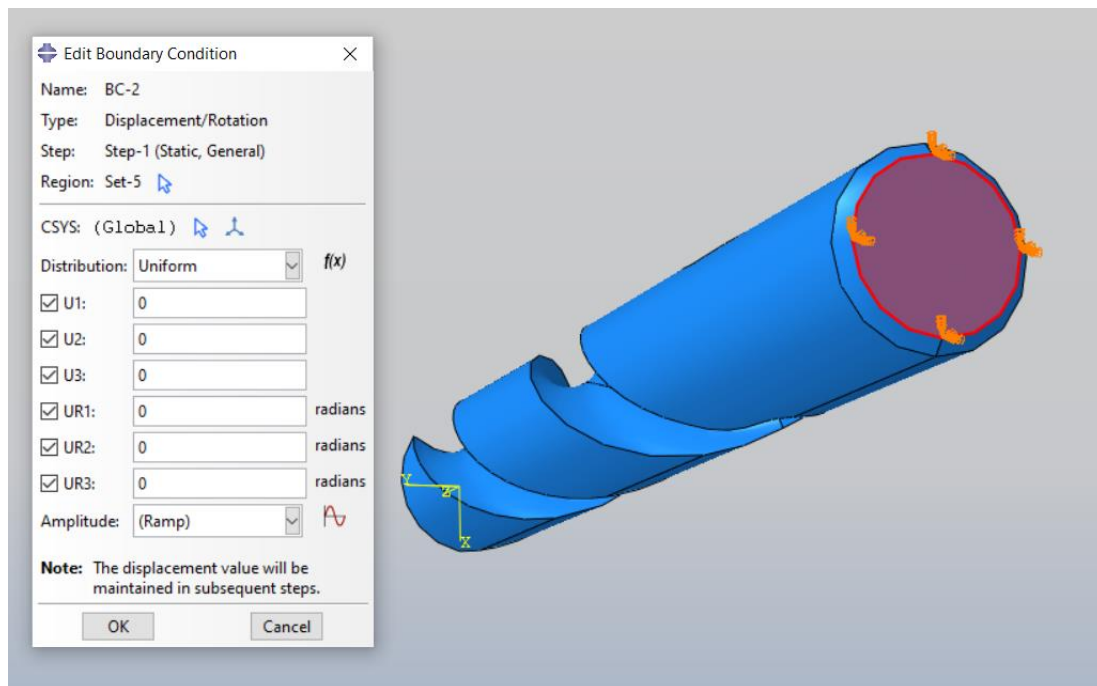 Edit Boundary Condition
Name: BC-2
Type: Displacement/Rotation
Step: Step-1 (Static, General)
Region: Set-5
CSYS: (Global)
Distribution: Uniform f(x)
U1: 0
U2: 0
U3: 0
UR1: 0 radians
UR2: 0 radians
UR3: 0 radians
Amplitude: (Ramp)
Note: The displacement value will be
maintained in subsequent steps.
OK Cancel
Y Z
X